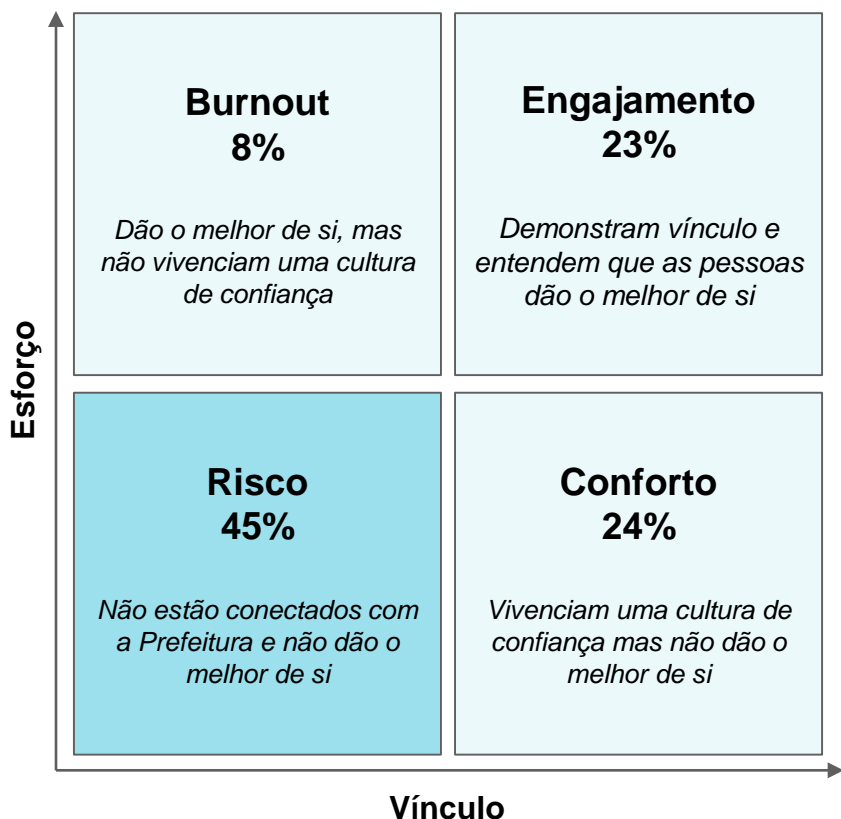 Burnout
8%
Dão o melhor de si, mas
não vivenciam uma cultura
de confiança
Engajamento
23%
Demonstram vínculo e
entendem que as pessoas
dão o melhor de si
Esforço
Risco
45%
Não estão conectados com
a Prefeitura e não dão o
melhor de si
Conforto
24%
Vivenciam uma cultura de
confiança mas não dão o
melhor de si
Vínculo